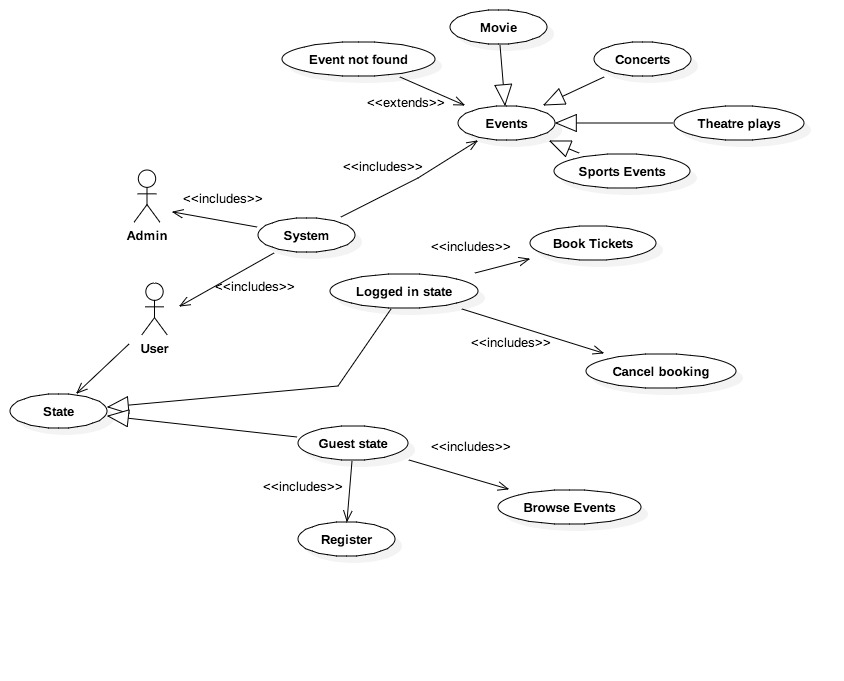 Movie
Event not found
Concerts
<<extends>>
Events
Theatre plays
<<includes>>
Sports Events
<<includes>>
Admin
System
<<includes>>
Book Tickets
<<includes>>
Logged in state
User
<<includes>>
Cancel booking
State
Guest state
<<includes>>
<<includes>>
Browse Events
Register